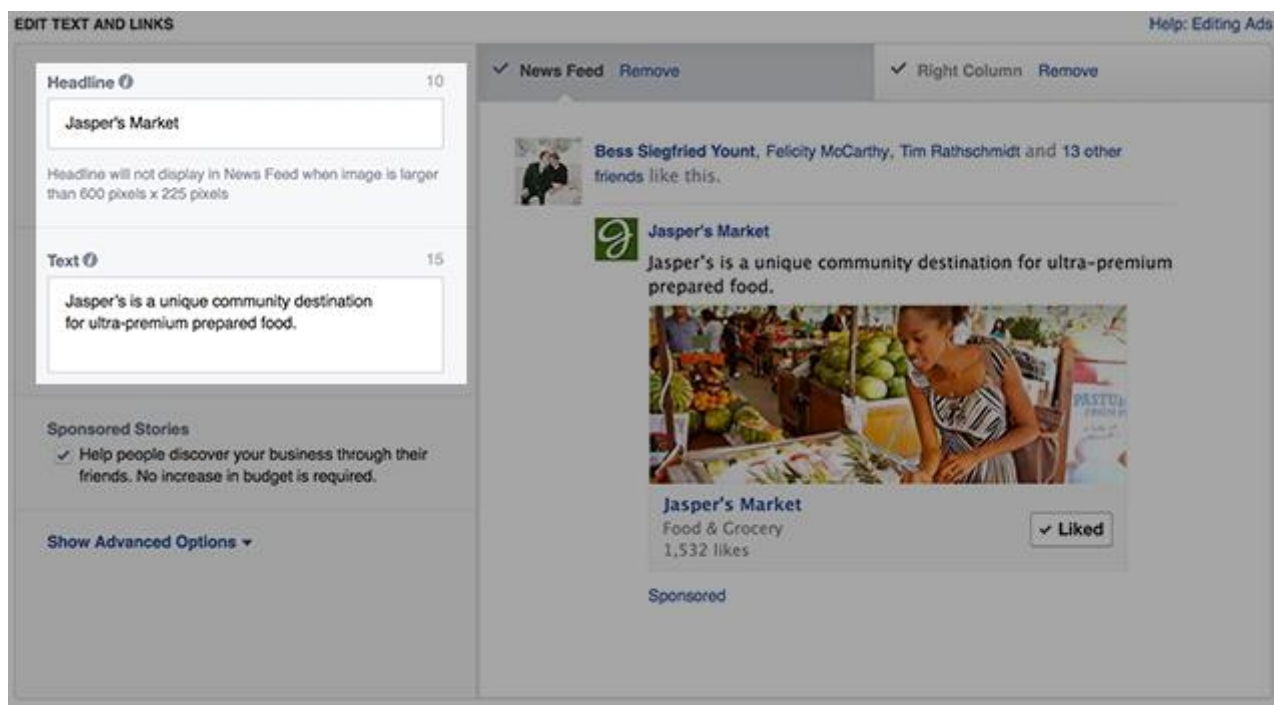 EDIT TEXT AND LINKS
Help: Editing Ads
Headline
10
Jasper's Market
Headline will not display in News Feed when image is larger
than 600 pixels x 225 pixels
Text
15
Jasper's is a unique community destination
for ultra-premium prepared food.
Sponsored Stories
Help people discover your business through their
friends. No increase in budget is required.
Show Advanced Options
News Feed Remove
Right Column Remove
Bess Siegfried Yount, Felicity McCarthy, Tim Rathschmidt and 13 other
friends like this.
Jasper's Market
Jasper's is a unique community destination for ultra-premium
prepared food.
Jasper's Market
Food & Grocery
1,532 likes
Liked
Sponsored